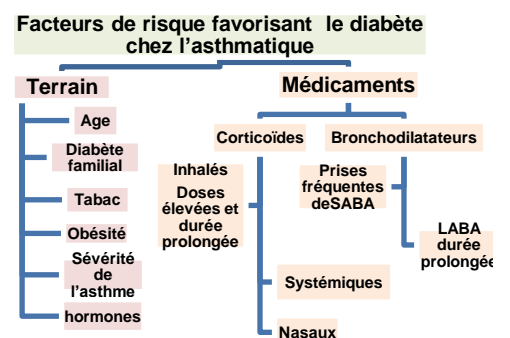 Facteurs de risque favorisant le diabète
chez l'asthmatique
Terrain
Age
Diabète
familial
Tabac
Obésité
Sévérité
de
l'asthme
hormones
Médicaments
Corticoïdes
Inhalés
Doses
élevées et
durée
prolongée
Systémiques
Nasaux
Bronchodilatateurs
Prises
fréquentes
deSABA
LABA
durée
prolongée